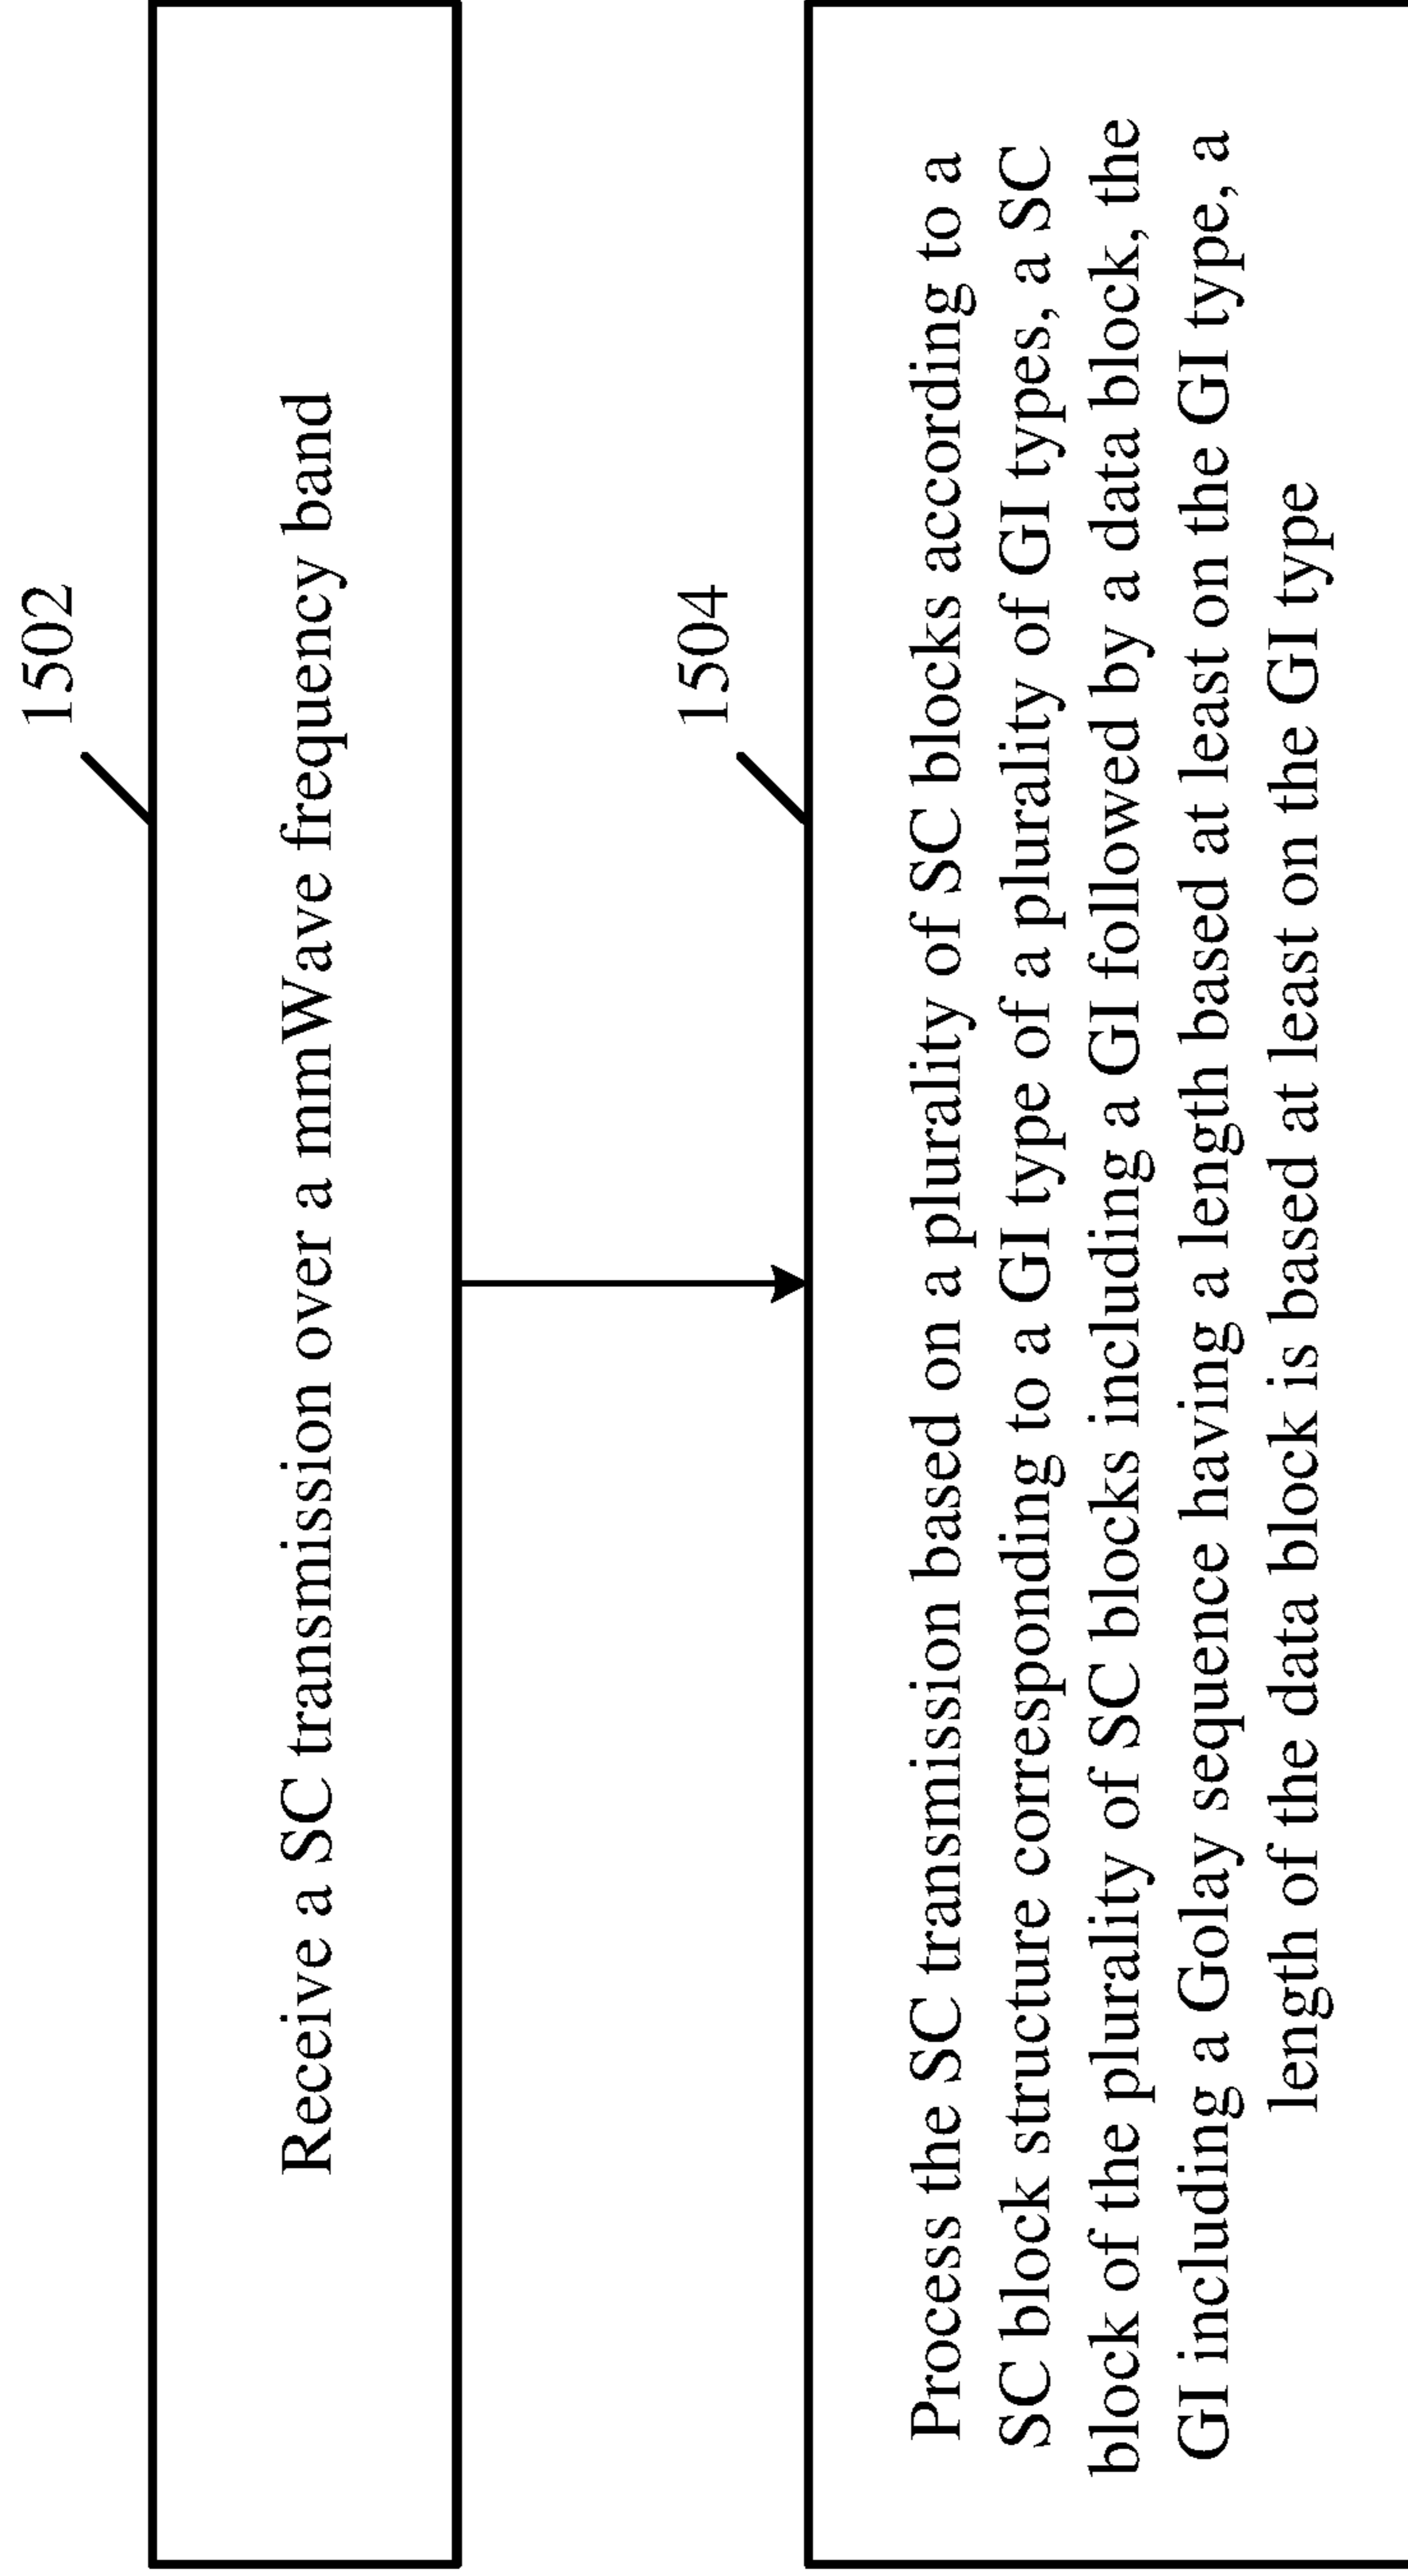 1502
Receive a SC transmission over a mmWave frequency band
1504
Process the SC transmission based on a plurality of SC blocks according to a
SC block structure corresponding to a GI type of a plurality of GI types, a SC
block of the plurality of SC blocks including a GI followed by a data block, the
GI including a Golay sequence having a length based at least on the GI type, a
length of the data block is based at least on the GI type